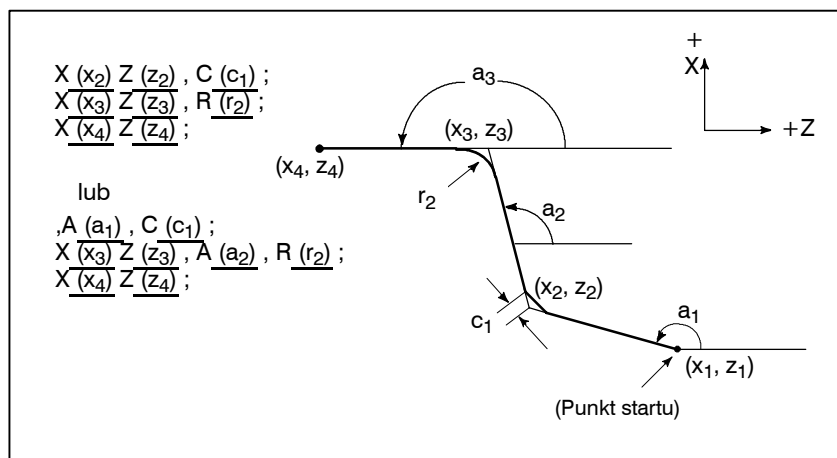 X (x2) Z (z2) , C (c1) ;
X (x3) Z (z3) , R (r2) ;
X (x4) Z (z4) ;
lub
,A (a1) , C (c1) ;
X (x3) Z (z3) , A (a2) , R (r2) ;
X (x4) Z (z4) ;
+
X
+Z
a3
(x3, z3)
(x4, z4)
r2
a2
(x2, z2)
c1
a1
(x1, z1)
(Punkt startu)